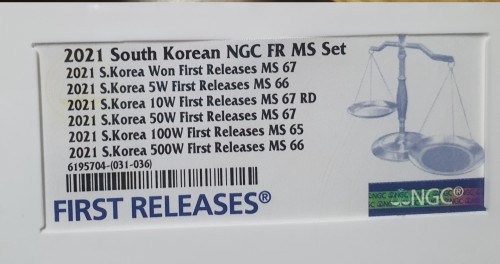 2021 South Korean NGC FR MS Set
2021 S.Korea Won First Releases MS 67
2021 S.Korea 5W First Releases MS 66
2021 S.Korea 10W First Releases MS 67 RD
2021 S.Korea 50W First Releases MS 67
2021 S.Korea 100W First Releases MS 65
2021 S.Korea 500W First Releases MS 66
6195704-(031-036)
FIRST RELEASES®
NGC®